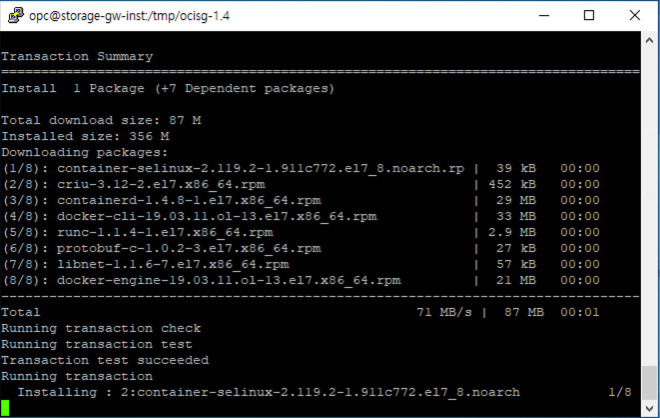 opc@storage-gw-inst:/tmp/ocisg-1.4
Transaction Summary
================================================================================
Install  1 Package (+7 Dependent packages)
Total download size: 87 M
Installed size: 356 M
Downloading packages:
(1/8): container-selinux-2.119.2-1.911c772.el7_8.noarch.rp |  39 kB   00:00
(2/8): criu-3.12-2.el7.x86_64.rpm                          | 452 kB   00:00
(3/8): containerd-1.4.8-1.el7.x86_64.rpm                   |  29 MB   00:00
(4/8): docker-cli-19.03.11.ol-13.el7.x86_64.rpm            |  33 MB   00:00
(5/8): runc-1.1.4-1.el7.x86_64.rpm                         | 2.9 MB   00:00
(6/8): protobuf-c-1.0.2-3.el7.x86_64.rpm                   |  27 kB   00:00
(7/8): libnet-1.1.6-7.el7.x86_64.rpm                       |  57 kB   00:00
(8/8): docker-engine-19.03.11.ol-13.el7.x86_64.rpm         |  21 MB   00:00
--------------------------------------------------------------------------------
Total                                               71 MB/s |  87 MB  00:01
Running transaction check
Running transaction test
Transaction test succeeded
Running transaction
  Installing : 2:container-selinux-2.119.2-1.911c772.el7_8.noarch           1/8